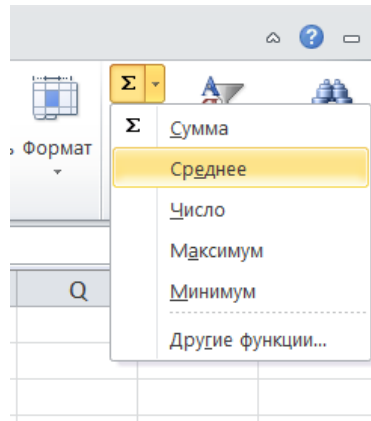 Σ
Формат
Σ Сумма
Среднее
Число
Максимум
Q
Минимум
Другие функции...